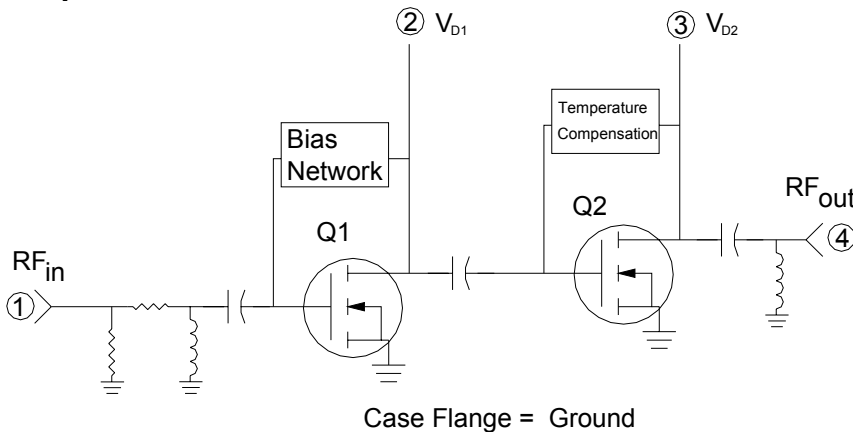 ② V_D1
③ V_D2
Bias
Network
Temperature
Compensation
Q1
Q2
RF_in
①
RF_out
④
Case Flange = Ground